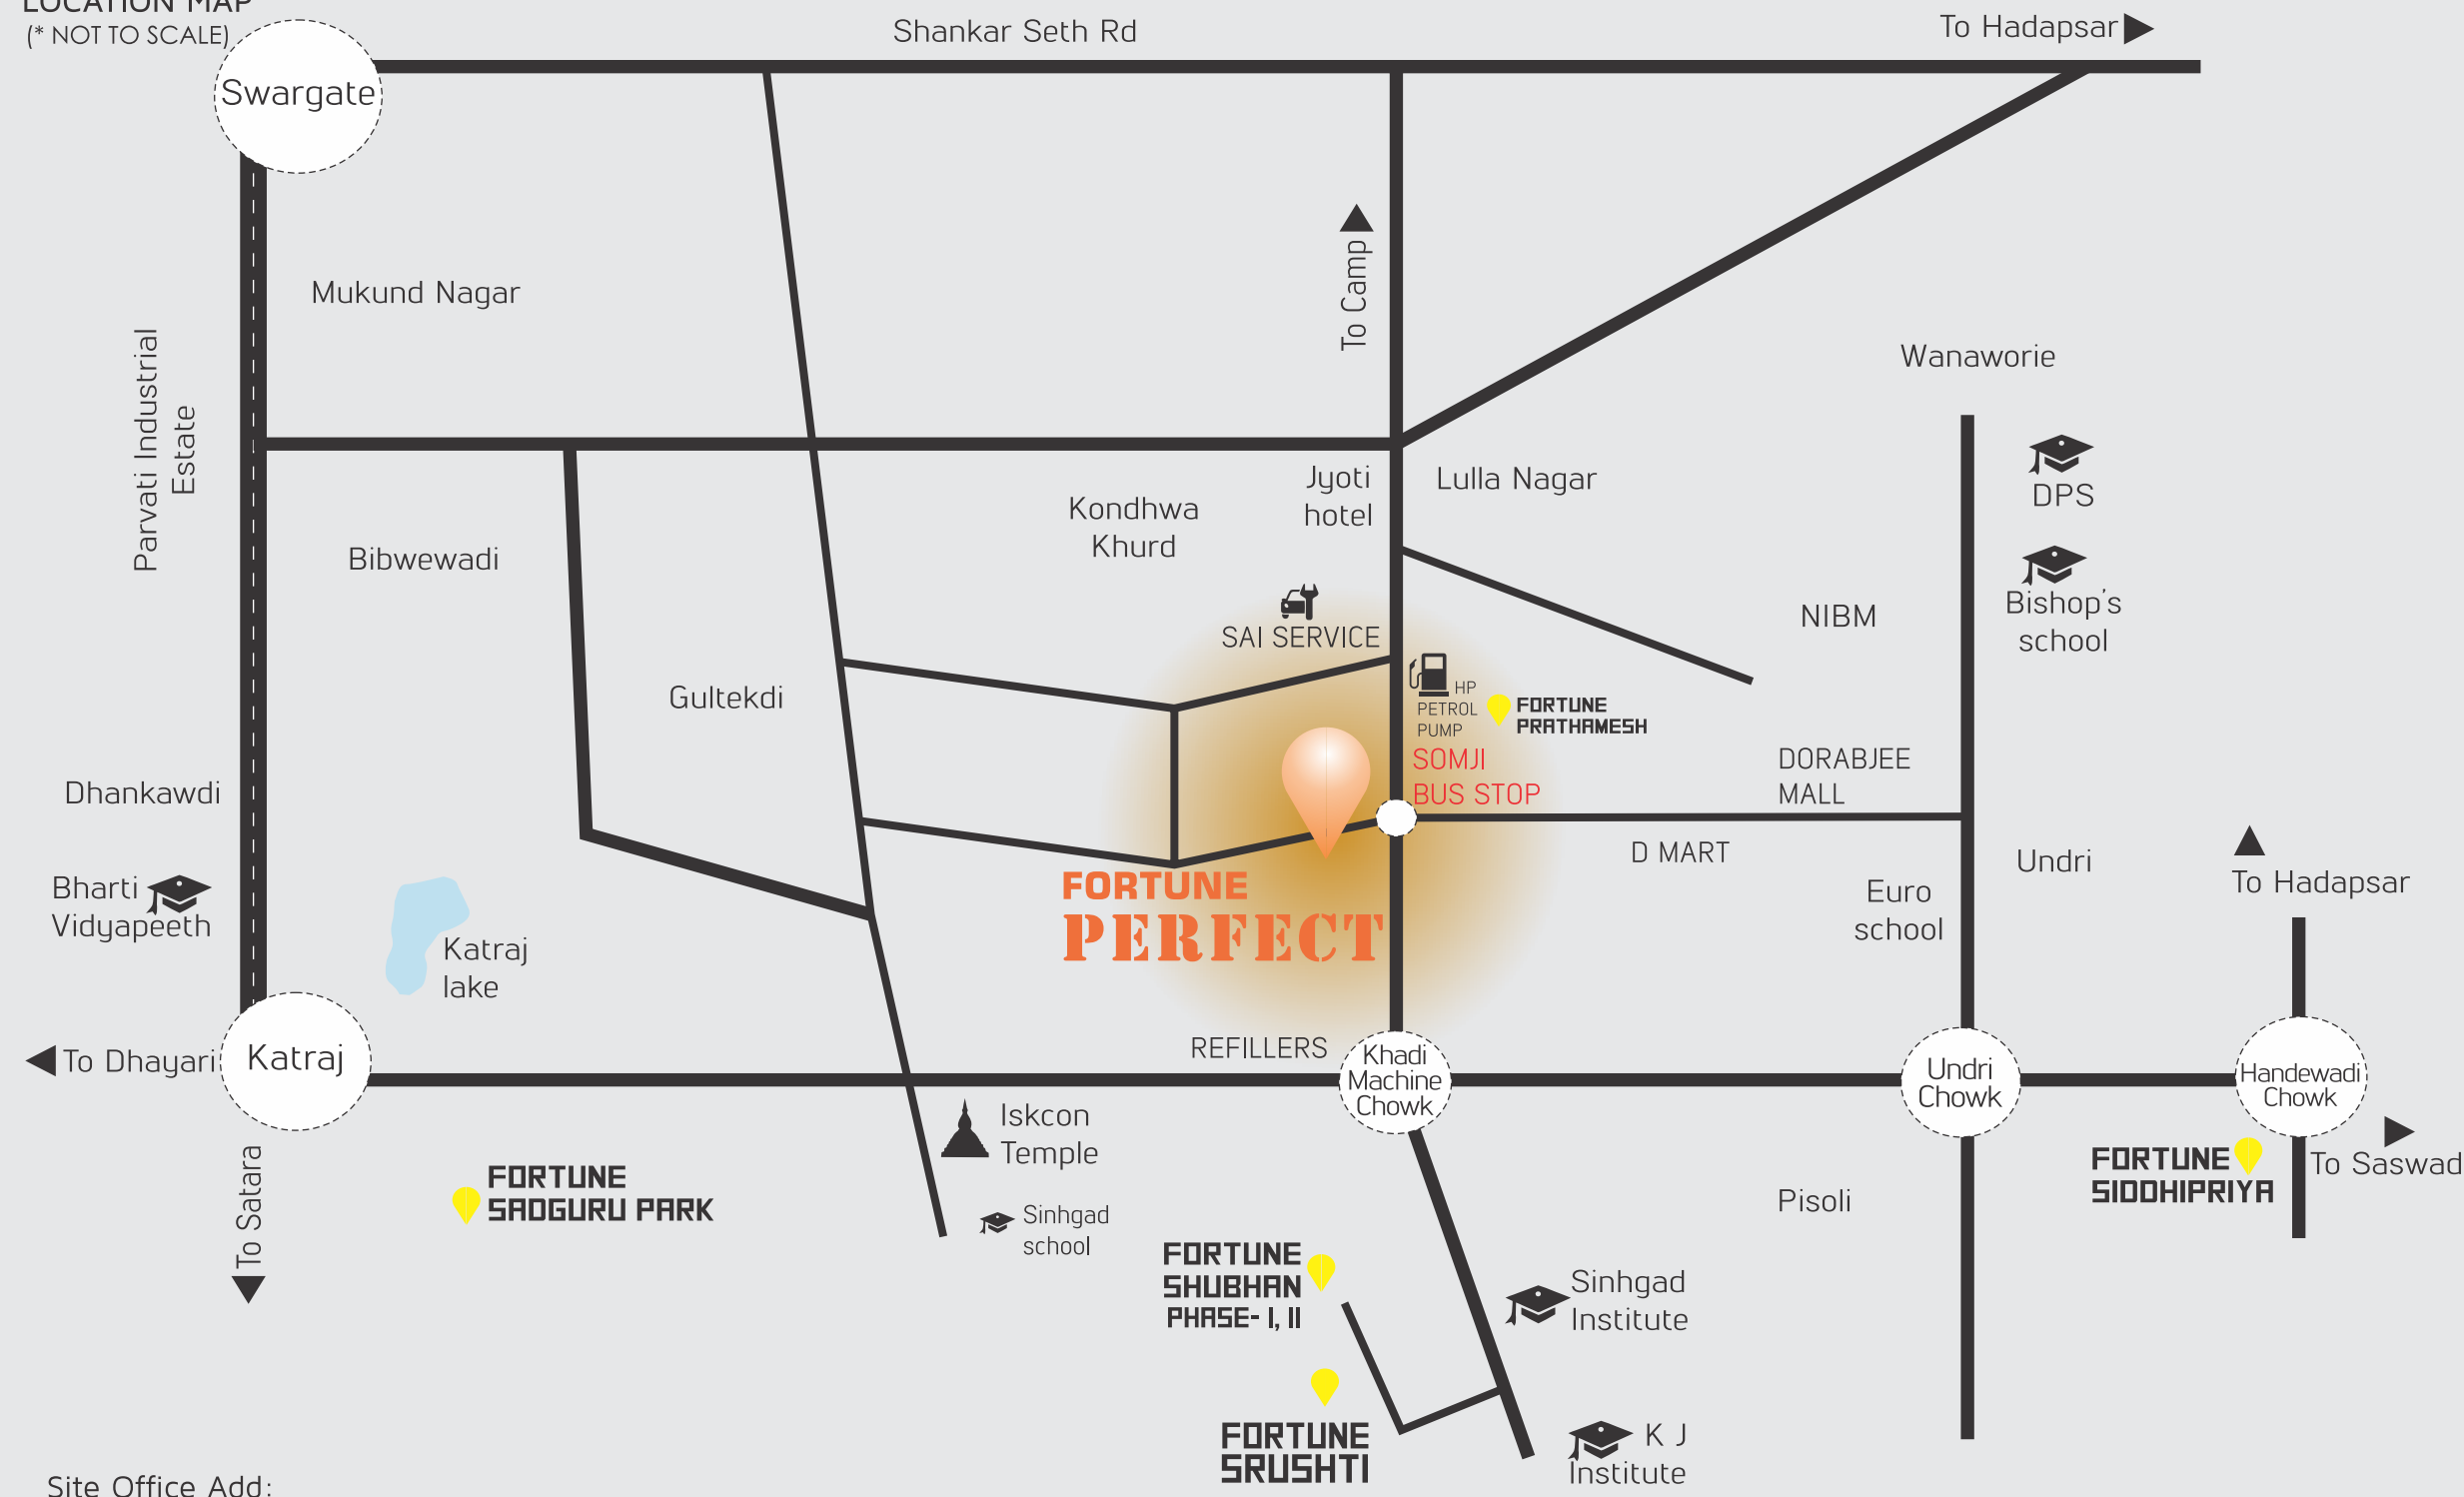 LOCATION MAP
(* NOT TO SCALE)
Shankar Seth Rd
To Hadapsar
Swargate
To Camp
Mukund Nagar
Parvati Industrial
Estate
Wanaworie
Jyoti
hotel
Lulla Nagar
DPS
Kondhwa
Khurd
Bibwewadi
NIBM
Bishop's
school
SAI SERVICE
Gultekdi
HP
PETROL
PUMP
FORTUNE
PRATHAMESH
SOMJI
BUS STOP
DORABJEE
MALL
Dhankawdi
D MART
Undri
To Hadapsar
Bharti
Vidyapeeth
FORTUNE
PERFECT
Euro
school
Katraj
lake
REFILLERS
To Dhayari
Katraj
Khadi
Machine
Chowk
Undri
Chowk
Handewadi
Chowk
Iskcon
Temple
To Satara
FORTUNE
SADGURU PARK
FORTUNE
SIDDHIPRIYA
To Saswad
Pisoli
Sinhgad
school
FORTUNE
SHUBHAN
PHASE- I, II
Sinhgad
Institute
FORTUNE
SRUSHTI
K J
Institute
Site Office Add: